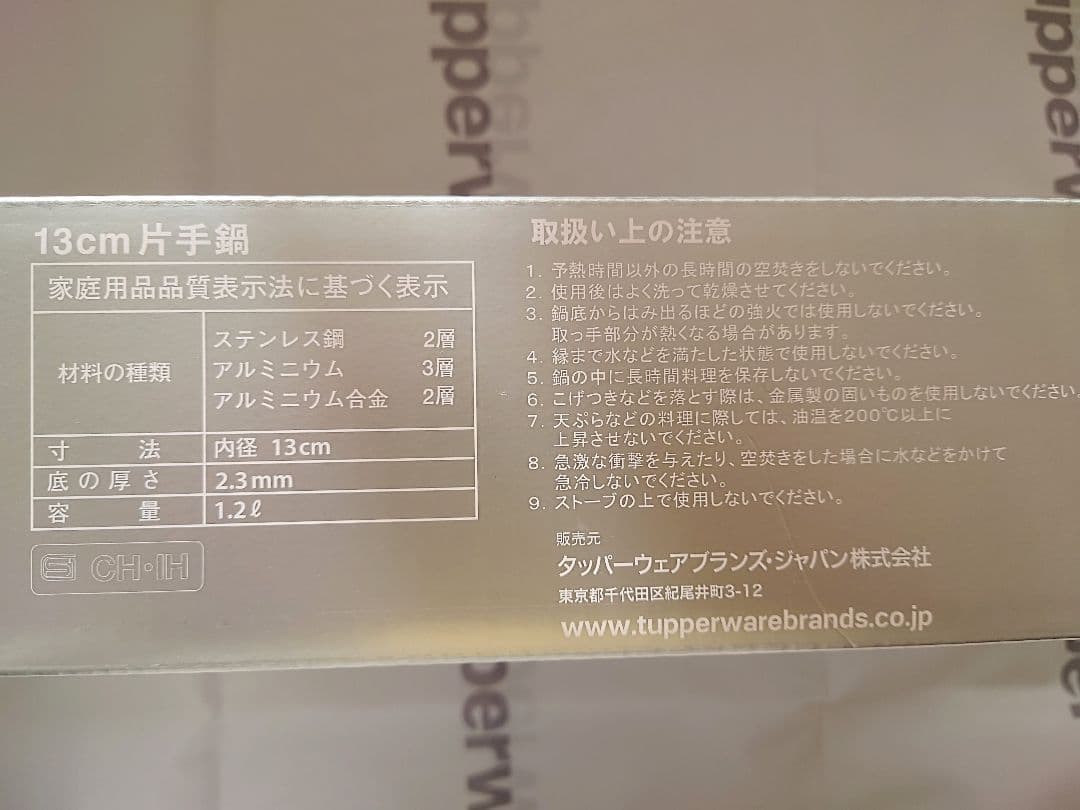 13cm片手鍋
家庭用品品質表示法に基づく表示
材料の種類
ステンレス鋼 2層
アルミニウム 3層
アルミニウム合金 2層
寸法 内径 13cm
底の厚さ 2.3mm
容量 1.2ℓ
CH・IH
取扱い上の注意
1. 予熱時間以外の長時間の空焚きをしないでください。
2. 使用後はよく洗って乾燥させてください。
3. 鍋底からはみ出るほどの強火では使用しないでください。
取っ手部分が熱くなる場合があります。
4. 縁まで水などを満たした状態で使用しないでください。
5. 鍋の中に長時間料理を保存しないでください。
6. こげつきなどを落とす際は、金属製の固いものを使用しないでください。
7. 天ぷらなどの料理に際しては、油温を200℃以上に
上昇させないでください。
8. 急激な衝撃を与えたり、空焚きをした場合に水などをかけて
急冷しないでください。
9. ストーブの上で使用しないでください。
販売元
タッパーウェアブランズ・ジャパン株式会社
東京都千代田区紀尾井町3-12
www.tupperwarebrands.co.jp